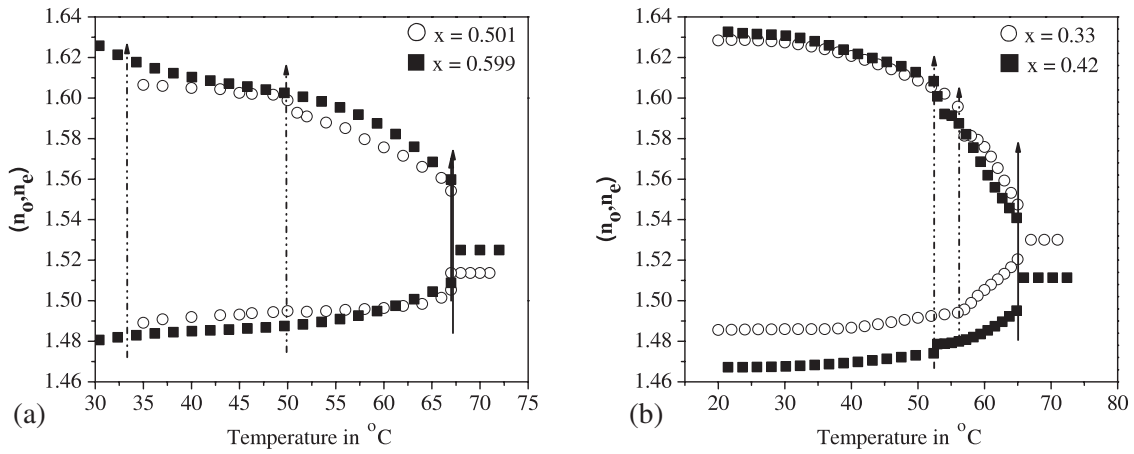 1.64
1.62
1.60
1.58
1.56
1.54
1.52
1.50
1.48
1.46
(nₒ,nₑ)
x = 0.501
x = 0.599
30 35 40 45 50 55 60 65 70 75
Temperature in °C
(a)
1.64
1.62
1.60
1.58
1.56
1.54
1.52
1.50
1.48
1.46
(nₒ,nₑ)
x = 0.33
x = 0.42
20 30 40 50 60 70 80
Temperature in °C
(b)